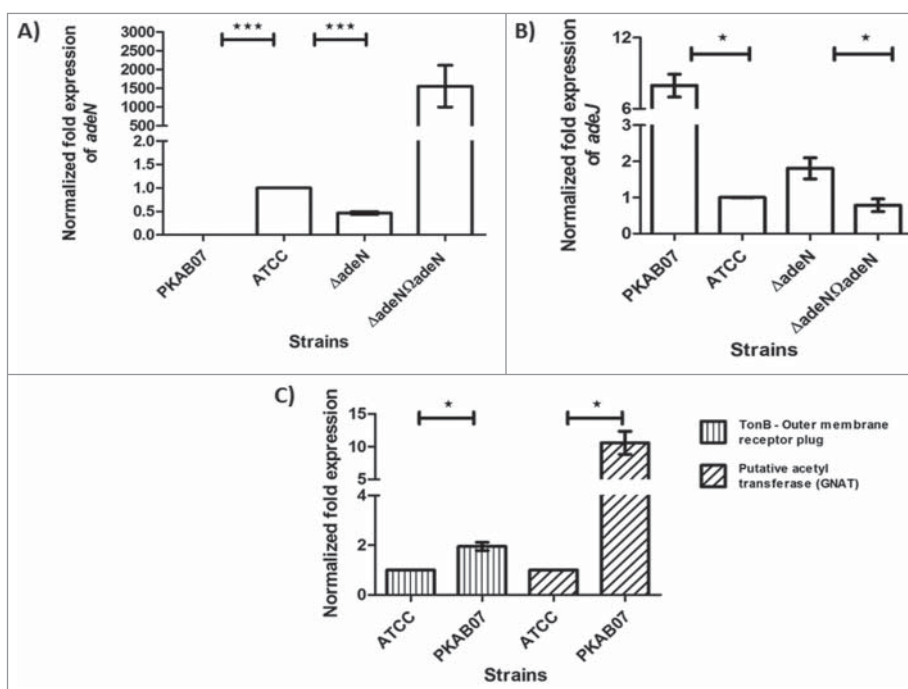 A)
Normalized fold expression
of adeN
3000
2500
2000
1500
1000
500
2.0
1.5
1.0
0.5
0.0
★★★
★★★
PKAB07
ATCC
ΔadeN
ΔadeNΩadeN
Strains
B)
Normalized fold expression
of adeJ
12
6
3
2
1
0
★
★
PKAB07
ATCC
ΔadeN
ΔadeNΩadeN
Strains
C)
Normalized fold expression
15
10
5
4
2
0
★
★
ATCC
PKAB07
ATCC
PKAB07
Strains
TonB - Outer membrane
receptor plug
Putative acetyl
transferase (GNAT)